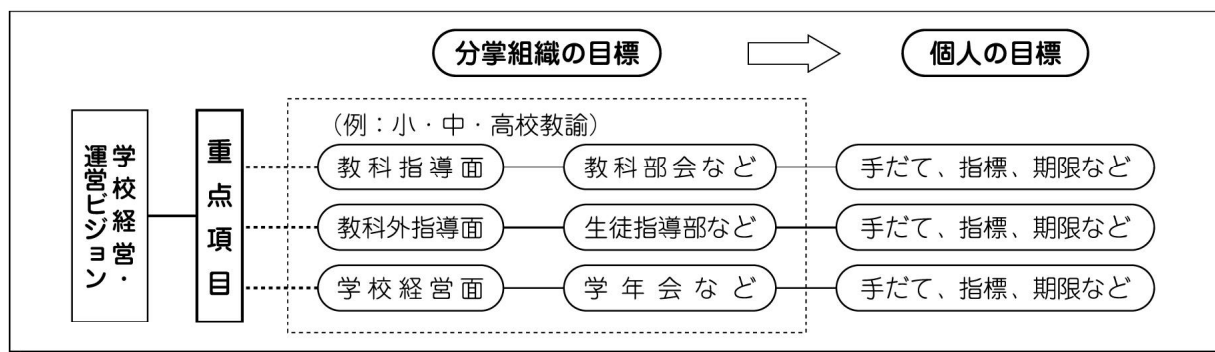 分掌組織の目標
個人の目標
学校経営・
運営ビジョン
重点項目
(例：小・中・高校教諭)
教科指導面
教科部会など
手だて、指標、期限など
教科外指導面
生徒指導部など
手だて、指標、期限など
学校経営面
学年会など
手だて、指標、期限など